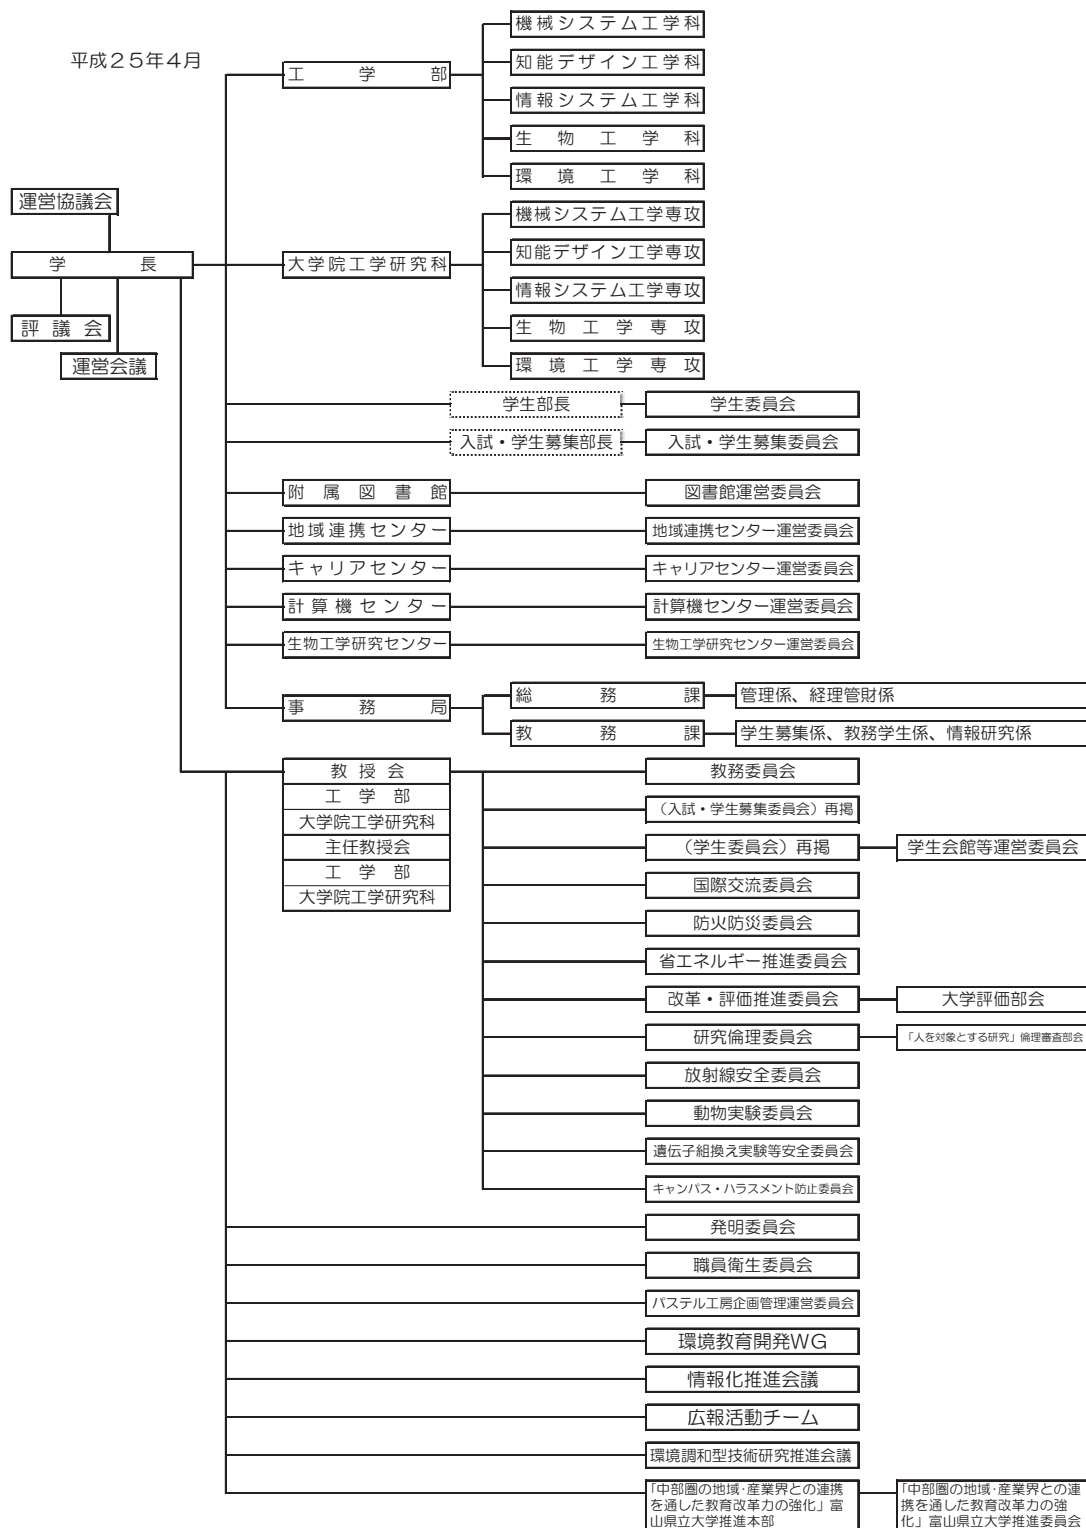 平成25年4月
機械システム工学科
工学部
知能デザイン工学科
情報システム工学科
生物工学科
環境工学科
運営協議会
学長
評議会
運営会議
大学院工学研究科
機械システム工学専攻
知能デザイン工学専攻
情報システム工学専攻
生物工学専攻
環境工学専攻
学生部長
学生委員会
入試・学生募集部長
入試・学生募集委員会
附属図書館
図書館運営委員会
地域連携センター
地域連携センター運営委員会
キャリアセンター
キャリアセンター運営委員会
計算機センター
計算機センター運営委員会
生物工学研究センター
生物工学研究センター運営委員会
事務局
総務課
管理係、経理管財係
教務課
学生募集係、教務学生係、情報研究係
教授会
工学部
大学院工学研究科
主任教授会
工学部
大学院工学研究科
教務委員会
（入試・学生募集委員会）再掲
（学生委員会）再掲
学生会館等運営委員会
国際交流委員会
防火防災委員会
省エネルギー推進委員会
改革・評価推進委員会
大学評価部会
研究倫理委員会
「人を対象とする研究」倫理審査部会
放射線安全委員会
動物実験委員会
遺伝子組換え実験等安全委員会
キャンパス・ハラスメント防止委員会
発明委員会
職員衛生委員会
パステル工房企画管理運営委員会
環境教育開発WG
情報化推進会議
広報活動チーム
環境調和型技術研究推進会議
「中部圏の地域・産業界との連携
を通した教育改革力の強化」富
山県立大学推進本部
「中部圏の地域・産業界との連
携を通した教育改革力の強
化」富山県立大学推進委員会